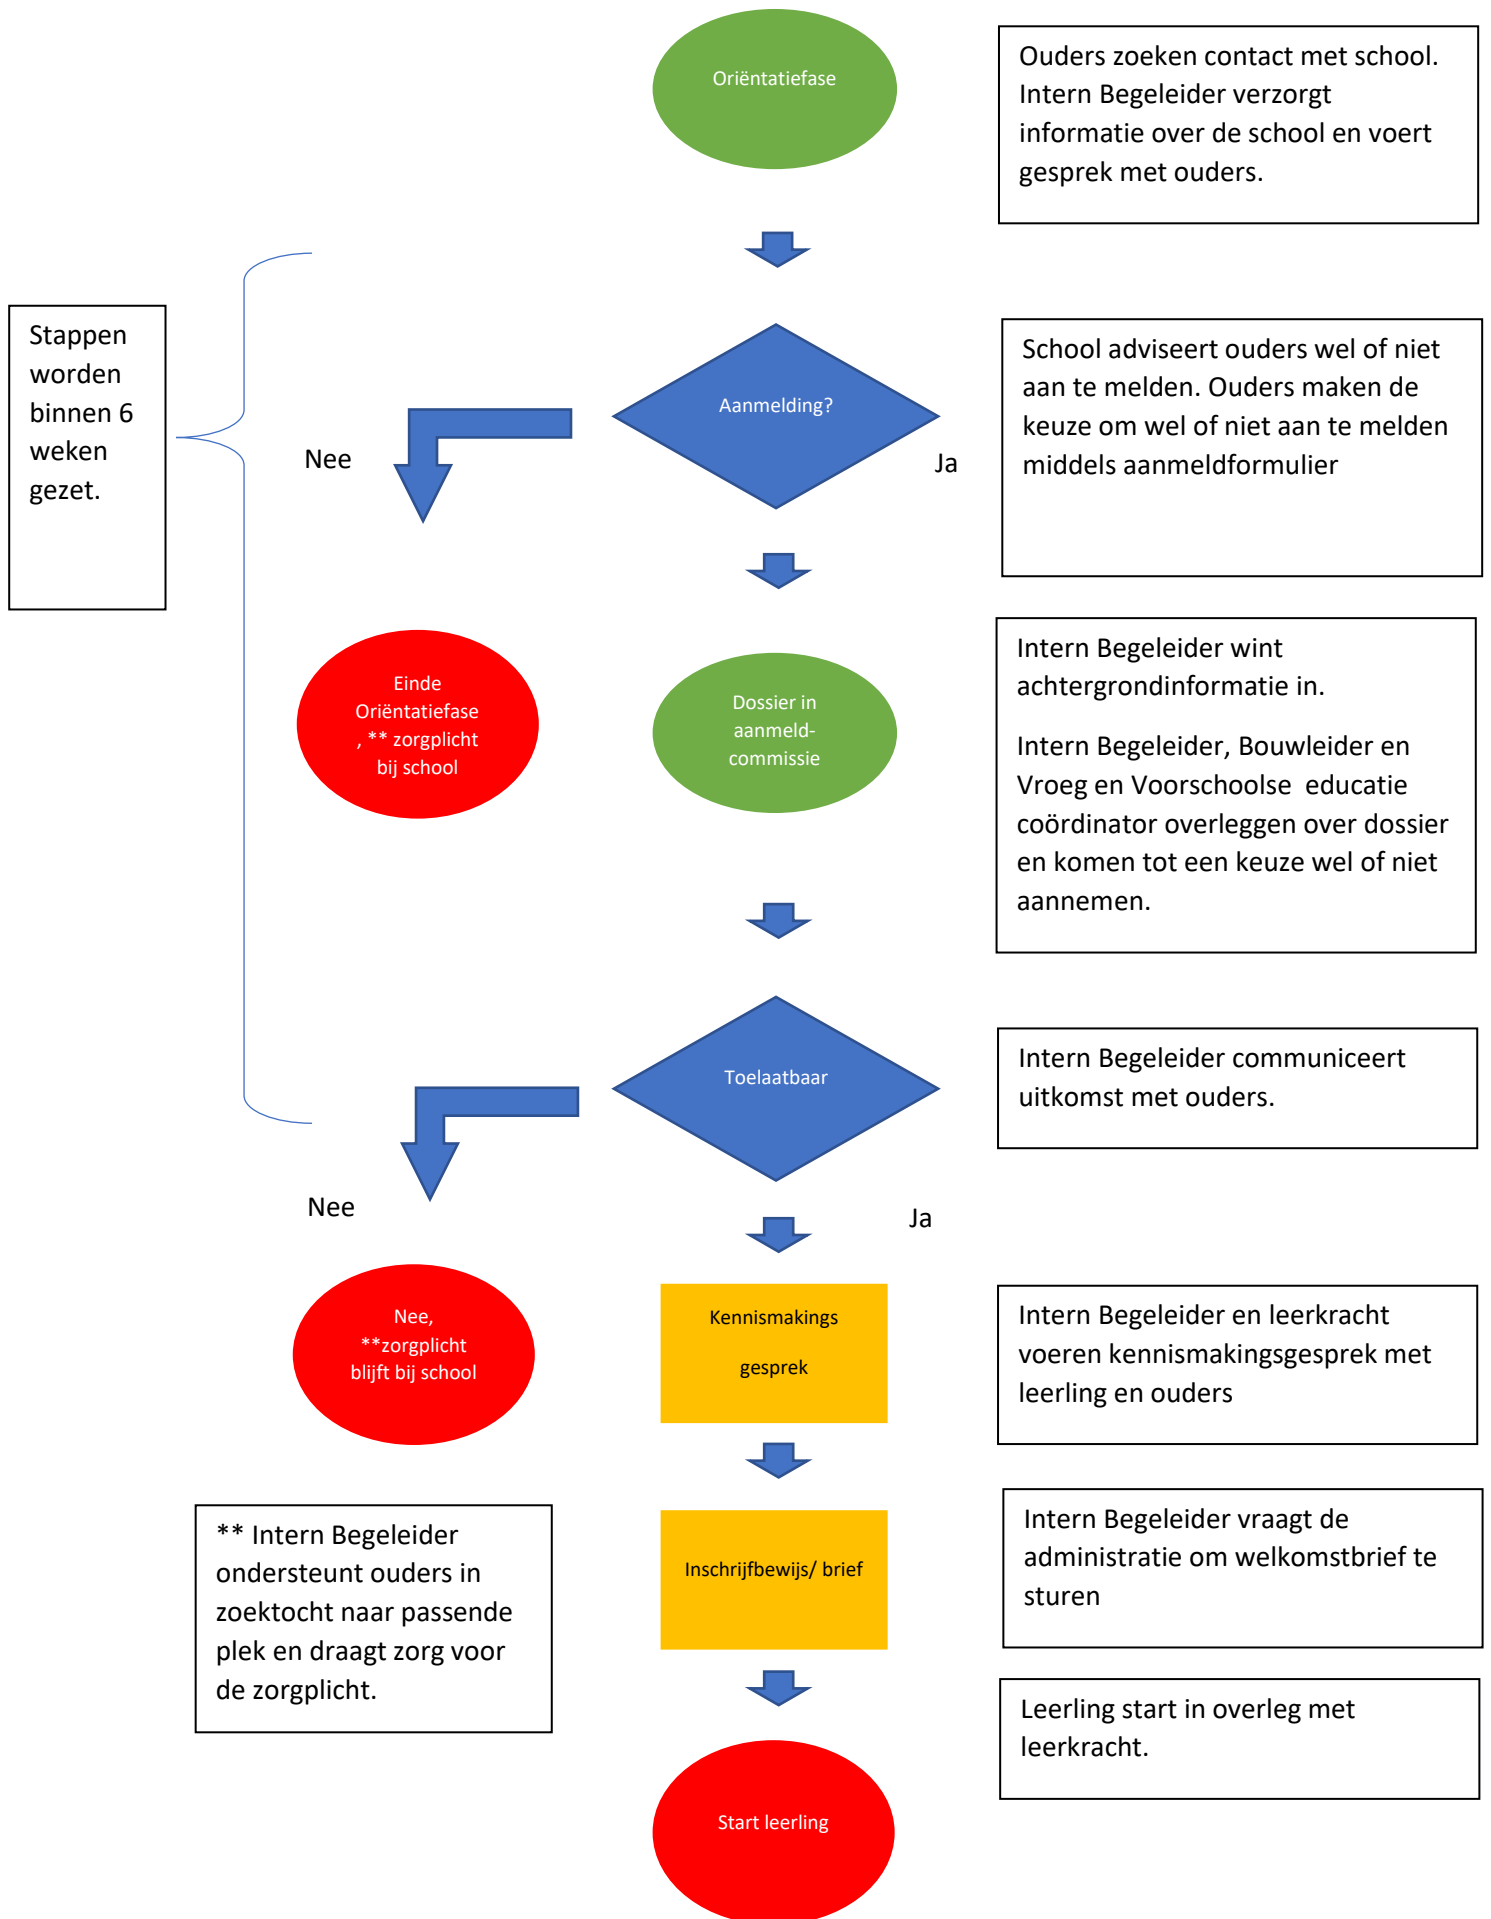 Oriëntatiefase
Ouders zoeken contact met school.
Intern Begeleider verzorgt
informatie over de school en voert
gesprek met ouders.
Stappen
worden
binnen 6
weken
gezet.
Aanmelding?
Nee
Ja
School adviseert ouders wel of niet
aan te melden. Ouders maken de
keuze om wel of niet aan te melden
middels aanmeldformulier
Einde
Oriëntatiefase
, ** zorgplicht
bij school
Dossier in
aanmeld-
commissie
Intern Begeleider wint
achtergrondinformatie in.
Intern Begeleider, Bouwleider en
Vroeg en Voorschoolse  educatie
coördinator overleggen over dossier
en komen tot een keuze wel of niet
aannemen.
Toelaatbaar
Intern Begeleider communiceert
uitkomst met ouders.
Nee
Ja
Nee,
**zorgplicht
blijft bij school
Kennismakings
gesprek
Intern Begeleider en leerkracht
voeren kennismakingsgesprek met
leerling en ouders
** Intern Begeleider
ondersteunt ouders in
zoektocht naar passende
plek en draagt zorg voor
de zorgplicht.
Inschrijfbewijs/ brief
Intern Begeleider vraagt de
administratie om welkomstbrief te
sturen
Leerling start in overleg met
leerkracht.
Start leerling